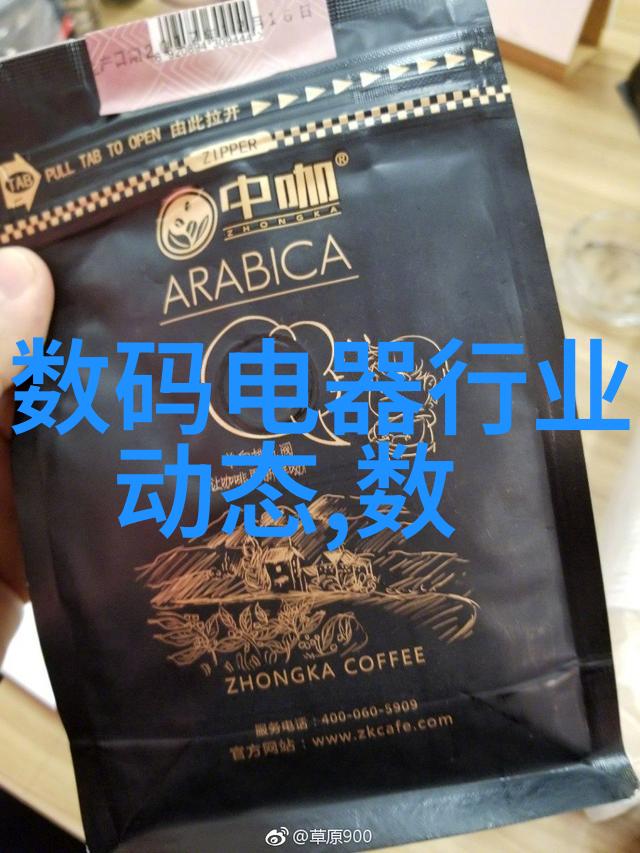 PULL TAB TO OPEN 由此拉开
TAB
ZIPPER
中咖®
ZHONGKA
ARABICA
数码电器行业
动态,数
ZHONGKA COFFEE
服务电话：400-060-5909
官方网站：www.zkcafe.com
@草原900